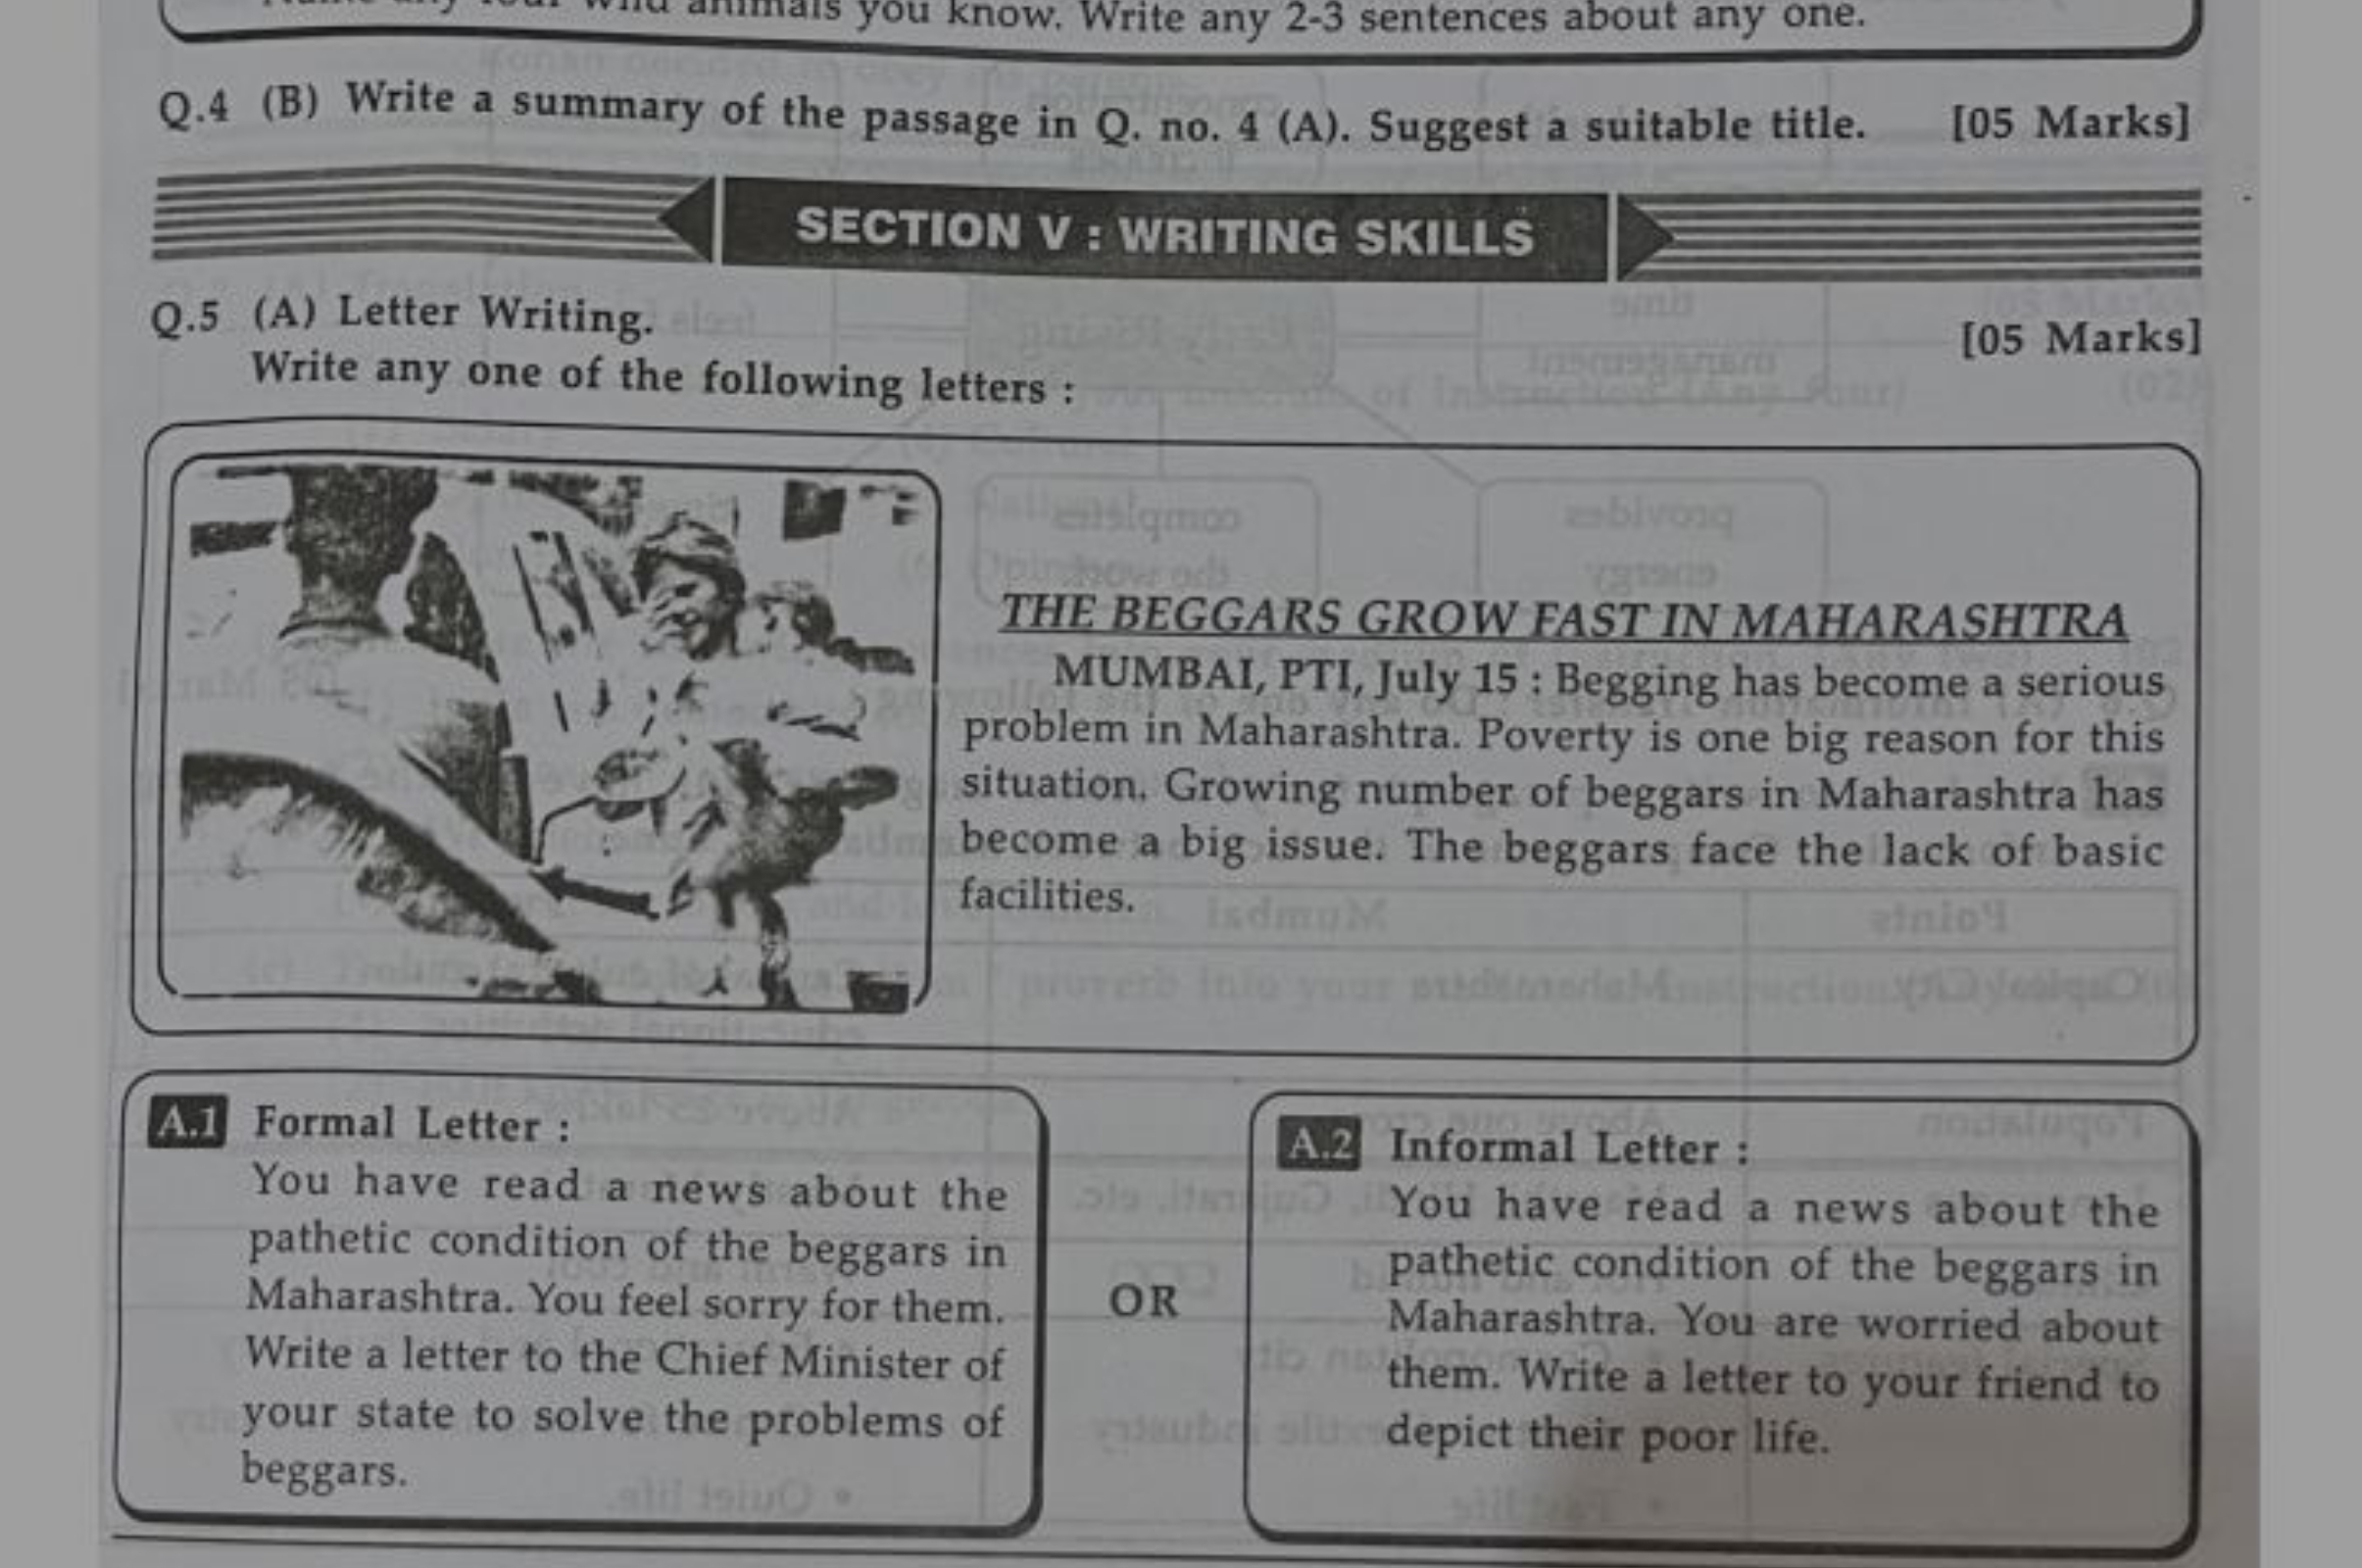 Name any four wild animals you know. Write any 2-3 sentences about any one.
Q.4 (B) Write a summary of the passage in Q. no. 4 (A). Suggest a suitable title. [05 Marks]
SECTION V : WRITING SKILLS
Q.5 (A) Letter Writing. [05 Marks]
Write any one of the following letters :
THE BEGGARS GROW FAST IN MAHARASHTRA
MUMBAI, PTI, July 15 : Begging has become a serious
problem in Maharashtra. Poverty is one big reason for this
situation. Growing number of beggars in Maharashtra has
become a big issue. The beggars face the lack of basic
facilities.
A.1 Formal Letter :
You have read a news about the
pathetic condition of the beggars in
Maharashtra. You feel sorry for them.
Write a letter to the Chief Minister of
your state to solve the problems of
beggars.
OR
A.2 Informal Letter :
You have read a news about the
pathetic condition of the beggars in
Maharashtra. You are worried about
them. Write a letter to your friend to
depict their poor life.